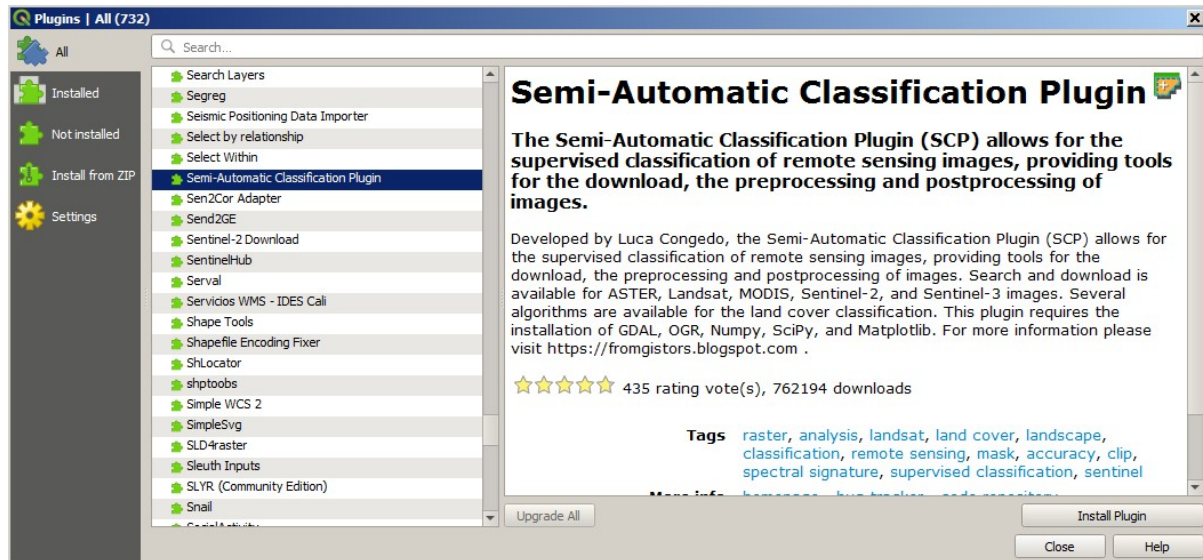 Plugins | All (732)
All
Search...
Installed
Not installed
Install from ZIP
Settings
Search Layers
Segreg
Seismic Positioning Data Importer
Select by relationship
Select Within
Semi-Automatic Classification Plugin
Sen2Cor Adapter
Send2GE
Sentinel-2 Download
SentinelHub
Serval
Servicios WMS - IDES Cali
Shape Tools
Shapefile Encoding Fixer
ShLocator
shptoobs
Simple WCS 2
SimpleSvg
SLD4raster
Sleuth Inputs
SLYR (Community Edition)
Snail
SocialActivity
Semi-Automatic Classification Plugin
The Semi-Automatic Classification Plugin (SCP) allows for the
supervised classification of remote sensing images, providing tools
for the download, the preprocessing and postprocessing of
images.
Developed by Luca Congedo, the Semi-Automatic Classification Plugin (SCP) allows for
the supervised classification of remote sensing images, providing tools for the
download, the preprocessing and postprocessing of images. Search and download is
available for ASTER, Landsat, MODIS, Sentinel-2, and Sentinel-3 images. Several
algorithms are available for the land cover classification. This plugin requires the
installation of GDAL, OGR, Numpy, SciPy, and Matplotlib. For more information please
visit https://fromgistors.blogspot.com .
435 rating vote(s), 762194 downloads
Tags raster, analysis, landsat, land cover, landscape,
classification, remote sensing, mask, accuracy, clip,
spectral signature, supervised classification, sentinel
More info homepage bug tracker code repository
Upgrade All
Install Plugin
Close
Help